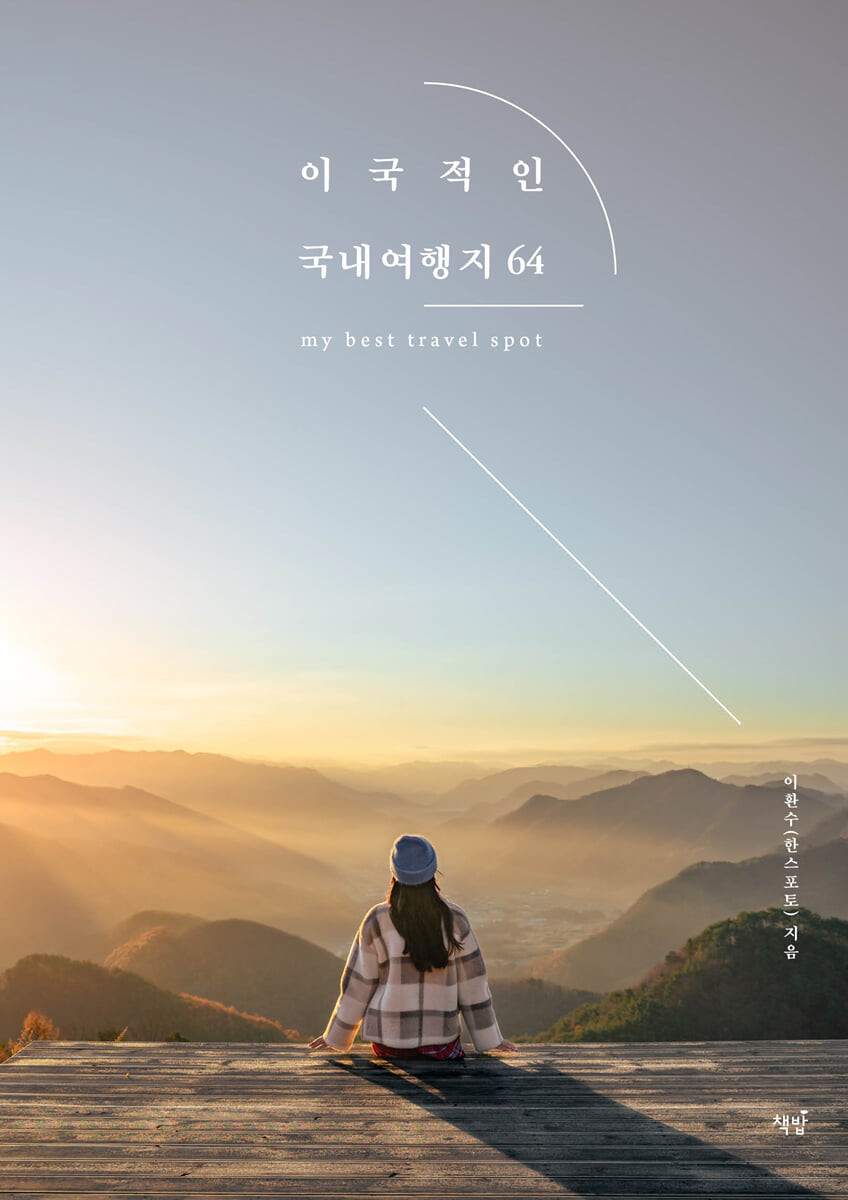 이국적인
국내여행지 64
my best travel spot
이환수(한스포토) 지음
책밥